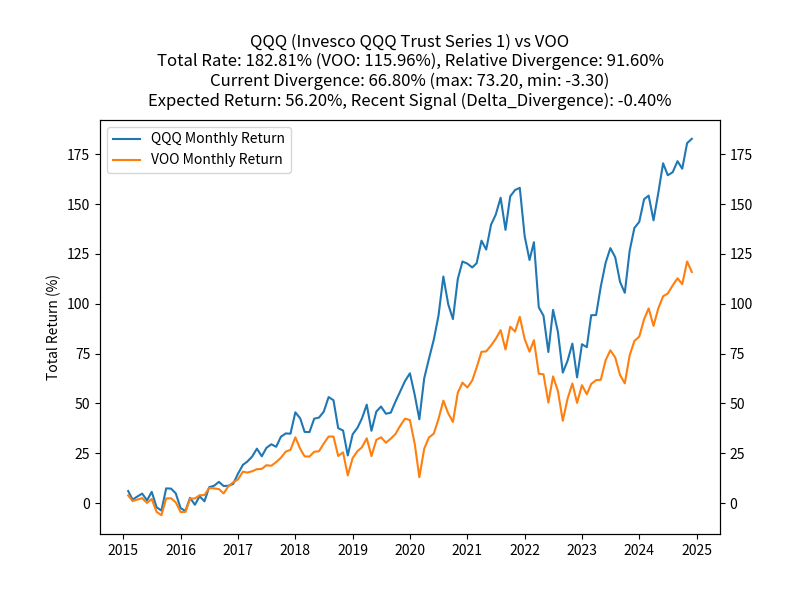 QQQ (Invesco QQQ Trust Series 1) vs VOO
Total Rate: 182.81% (VOO: 115.96%), Relative Divergence: 91.60%
Current Divergence: 66.80% (max: 73.20, min: -3.30)
Expected Return: 56.20%, Recent Signal (Delta_Divergence): -0.40%
QQQ Monthly Return
VOO Monthly Return
Total Return (%)
175
150
125
100
75
50
25
0
175
150
125
100
75
50
25
0
2015 2016 2017 2018 2019 2020 2021 2022 2023 2024 2025